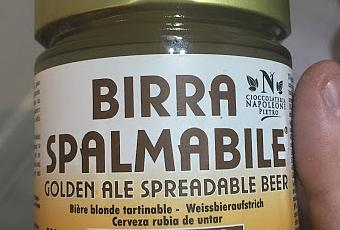 BIRRA
N
CIOCCOLATERIA
NAPOLEONE
PIETRO
SPALMABILE
GOLDEN ALE SPREADABLE BEER
Bière blonde tartinable - Weissbieraufstrich
Cerveza rubia de untar